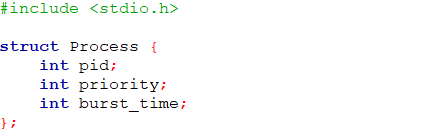 #include <stdio.h>
struct Process {
    int pid;
    int priority;
    int burst_time;
};